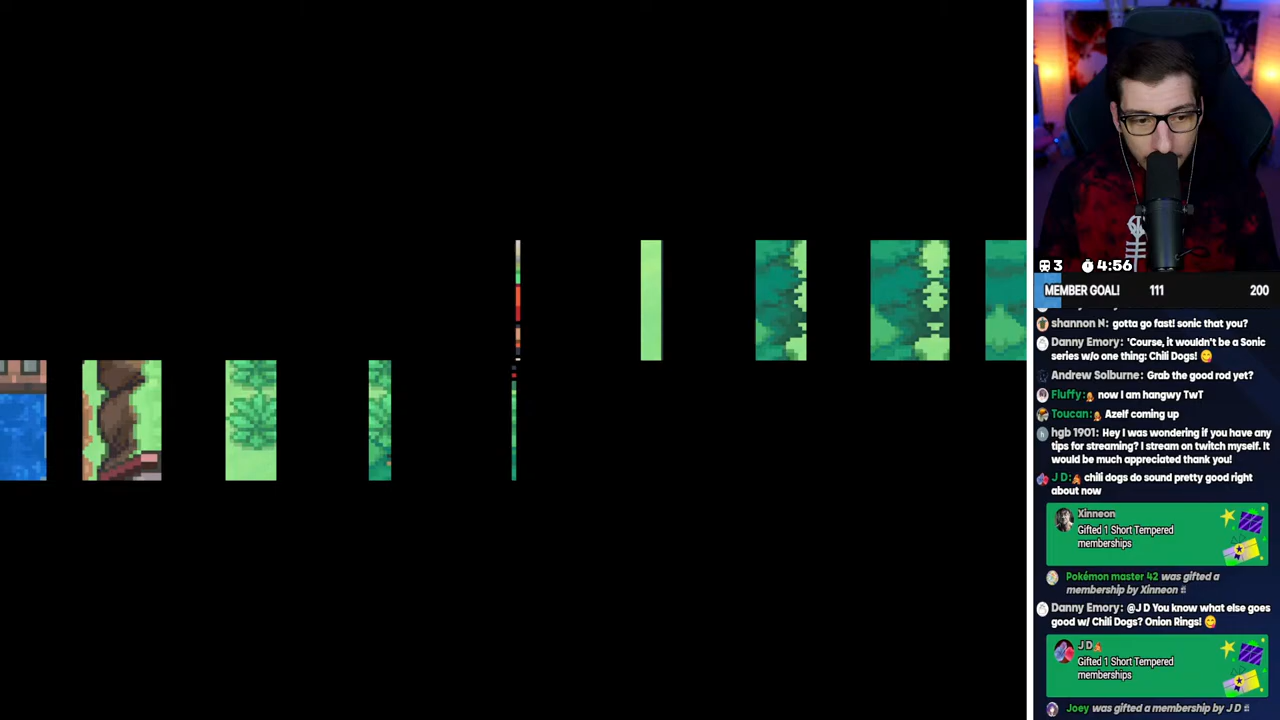 3 4:56
MEMBER GOAL! 111 200
shannon N: gotta go fast! sonic that you?
Danny Emory: 'Course, it wouldn't be a Sonic
series w/o one thing: Chili Dogs! 😋
Andrew Solburne: Grab the good rod yet?
Fluffy: now I am hangwy TwT
Toucan: Azelf coming up
h hgb 1901: Hey I was wondering if you have any
tips for streaming? I stream on twitch myself. It
would be much appreciated thank you!
J D: chili dogs do sound pretty good right
about now
Xinneon
Gifted 1 Short Tempered
memberships
Pokémon master 42 was gifted a
membership by Xinneon
Danny Emory: @J D You know what else goes
good w/ Chili Dogs? Onion Rings! 😋
J D
Gifted 1 Short Tempered
memberships
Joey was gifted a membership by J D